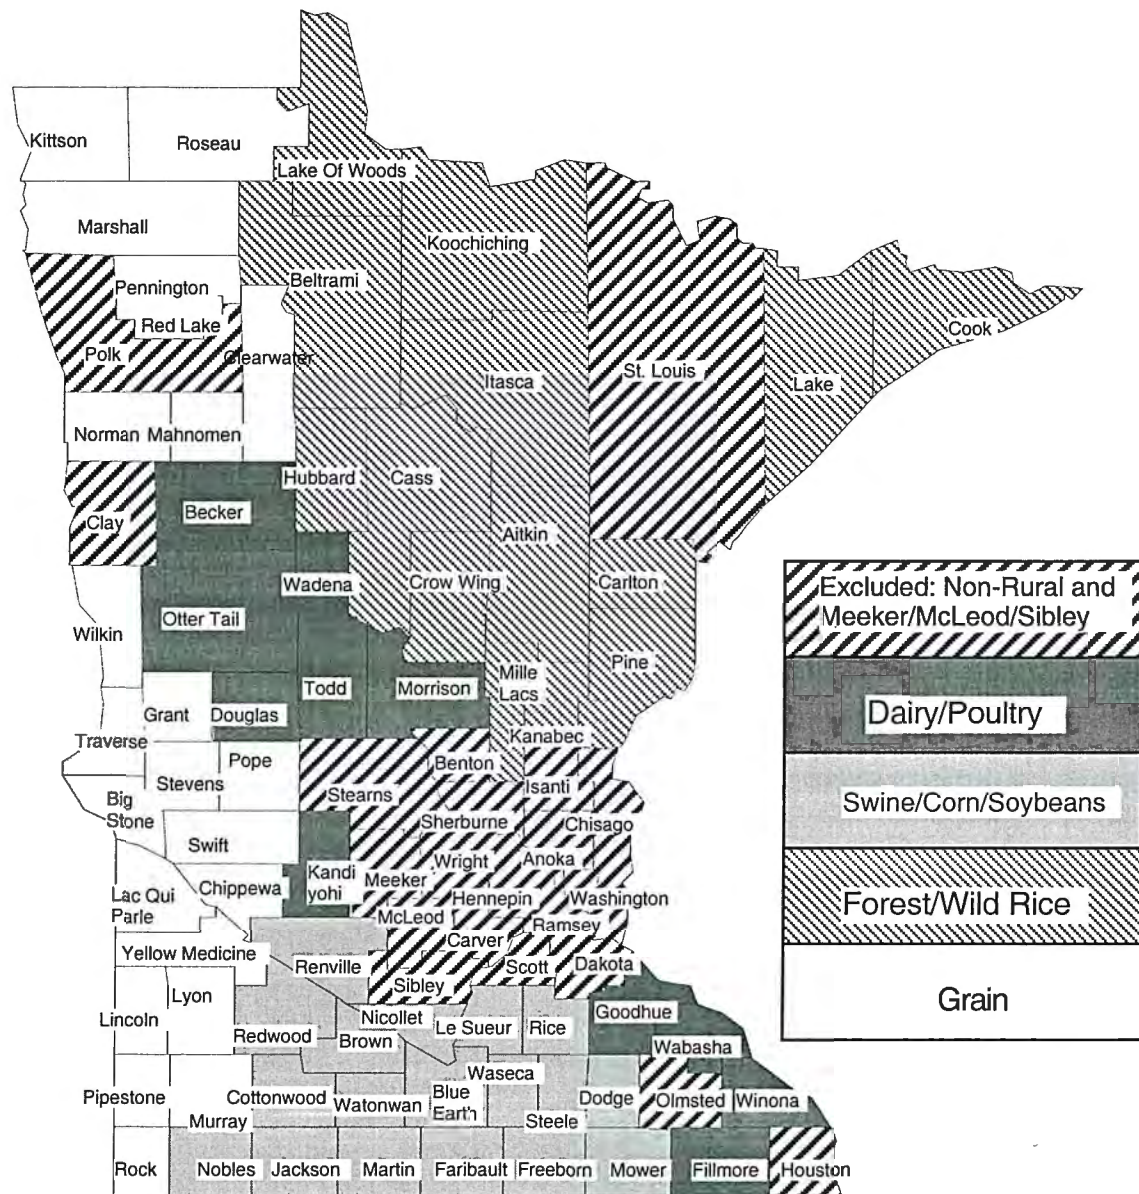 Kittson
Roseau
Lake Of Woods
Marshall
Koochiching
Beltrami
Pennington
Red Lake
Polk
Clearwater
Cook
St. Louis
Itasca
Lake
Norman Mahnomen
Hubbard
Cass
Becker
Clay
Aitkin
Wadena
Crow Wing
Carlton
Otter Tail
Wilkin
Pine
Mille
Lacs
Todd
Morrison
Grant
Douglas
Kanabec
Traverse
Pope
Benton
Stevens
Isanti
Stearns
Big
Stone
Sherburne
Chisago
Swift
Wright
Anoka
Kandi
yohi
Meeker
Chippewa
Lac Qui
Parle
Hennepin
Washington
McLeod
Ramsey
Carver
Yellow Medicine
Renville
Scott
Dakota
Sibley
Lyon
Lincoln
Nicollet
Le Sueur
Rice
Goodhue
Redwood
Brown
Wabasha
Waseca
Pipestone
Cottonwood
Watonwan
Blue
Earth
Dodge
Olmsted
Winona
Murray
Steele
Rock
Nobles
Jackson
Martin
Faribault
Freeborn
Mower
Fillmore
Houston
Excluded: Non-Rural and
Meeker/McLeod/Sibley
Dairy/Poultry
Swine/Corn/Soybeans
Forest/Wild Rice
Grain